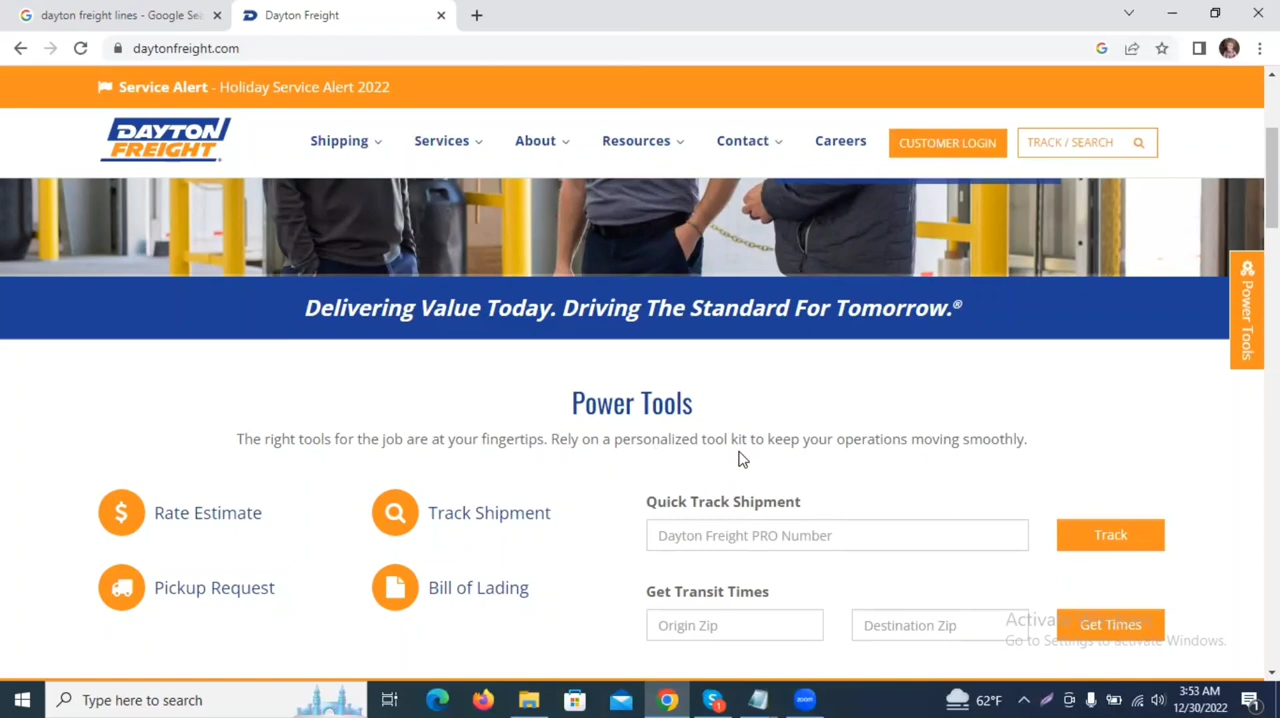 dayton freight lines - Google Sea
Dayton Freight
daytonfreight.com
Service Alert - Holiday Service Alert 2022
DAYTON
FREIGHT
Shipping
Services
About
Resources
Contact
Careers
CUSTOMER LOGIN
TRACK / SEARCH
Delivering Value Today. Driving The Standard For Tomorrow.®
Power Tools
Power Tools
The right tools for the job are at your fingertips. Rely on a personalized tool kit to keep your operations moving smoothly.
Rate Estimate
Track Shipment
Pickup Request
Bill of Lading
Quick Track Shipment
Dayton Freight PRO Number
Track
Get Transit Times
Origin Zip
Destination Zip
Get Times
Go to Settings to activate Windows.
Type here to search
zoom
62°F
3:53 AM
12/30/2022